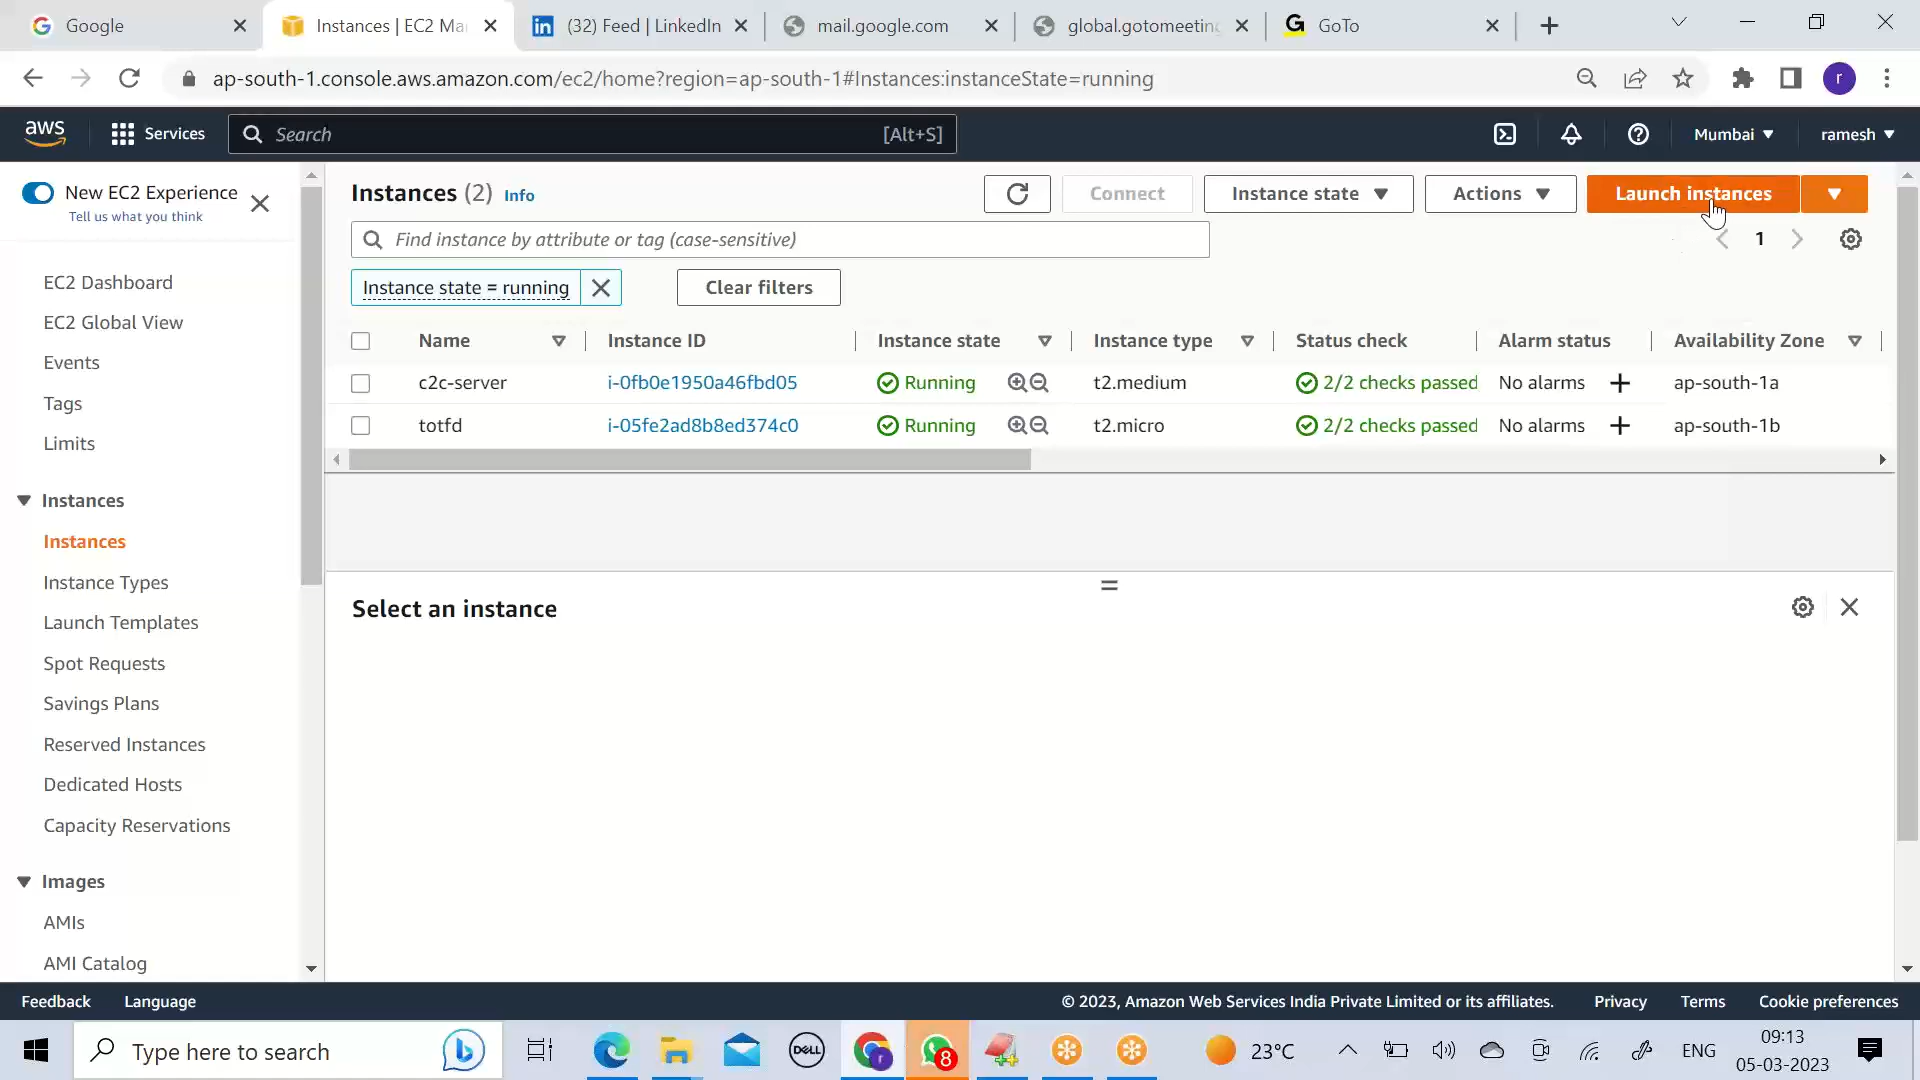 Google
Instances | EC2 Ma
(32) Feed | LinkedIn
mail.google.com
global.gotomeeting
GoTo
ap-south-1.console.aws.amazon.com/ec2/home?region=ap-south-1#Instances:instanceState=running
r
aws
Services
Search
[Alt+S]
Mumbai
ramesh
New EC2 Experience
Tell us what you think
EC2 Dashboard
EC2 Global View
Events
Tags
Limits
Instances
Instances
Instance Types
Launch Templates
Spot Requests
Savings Plans
Reserved Instances
Dedicated Hosts
Capacity Reservations
Images
AMIs
AMI Catalog
Instances (2) Info
Connect
Instance state
Actions
Launch instances
Find instance by attribute or tag (case-sensitive)
1
Instance state = running
Clear filters
Name Instance ID Instance state Instance type Status check Alarm status Availability Zone
c2c-server i-0fb0e1950a46fbd05 Running t2.medium 2/2 checks passed No alarms ap-south-1a
totfd i-05fe2ad8b8ed374c0 Running t2.micro 2/2 checks passed No alarms ap-south-1b
Select an instance
Feedback Language © 2023, Amazon Web Services India Private Limited or its affiliates. Privacy Terms Cookie preferences
Type here to search
DELL
r
8
23°C
ENG
09:13
05-03-2023